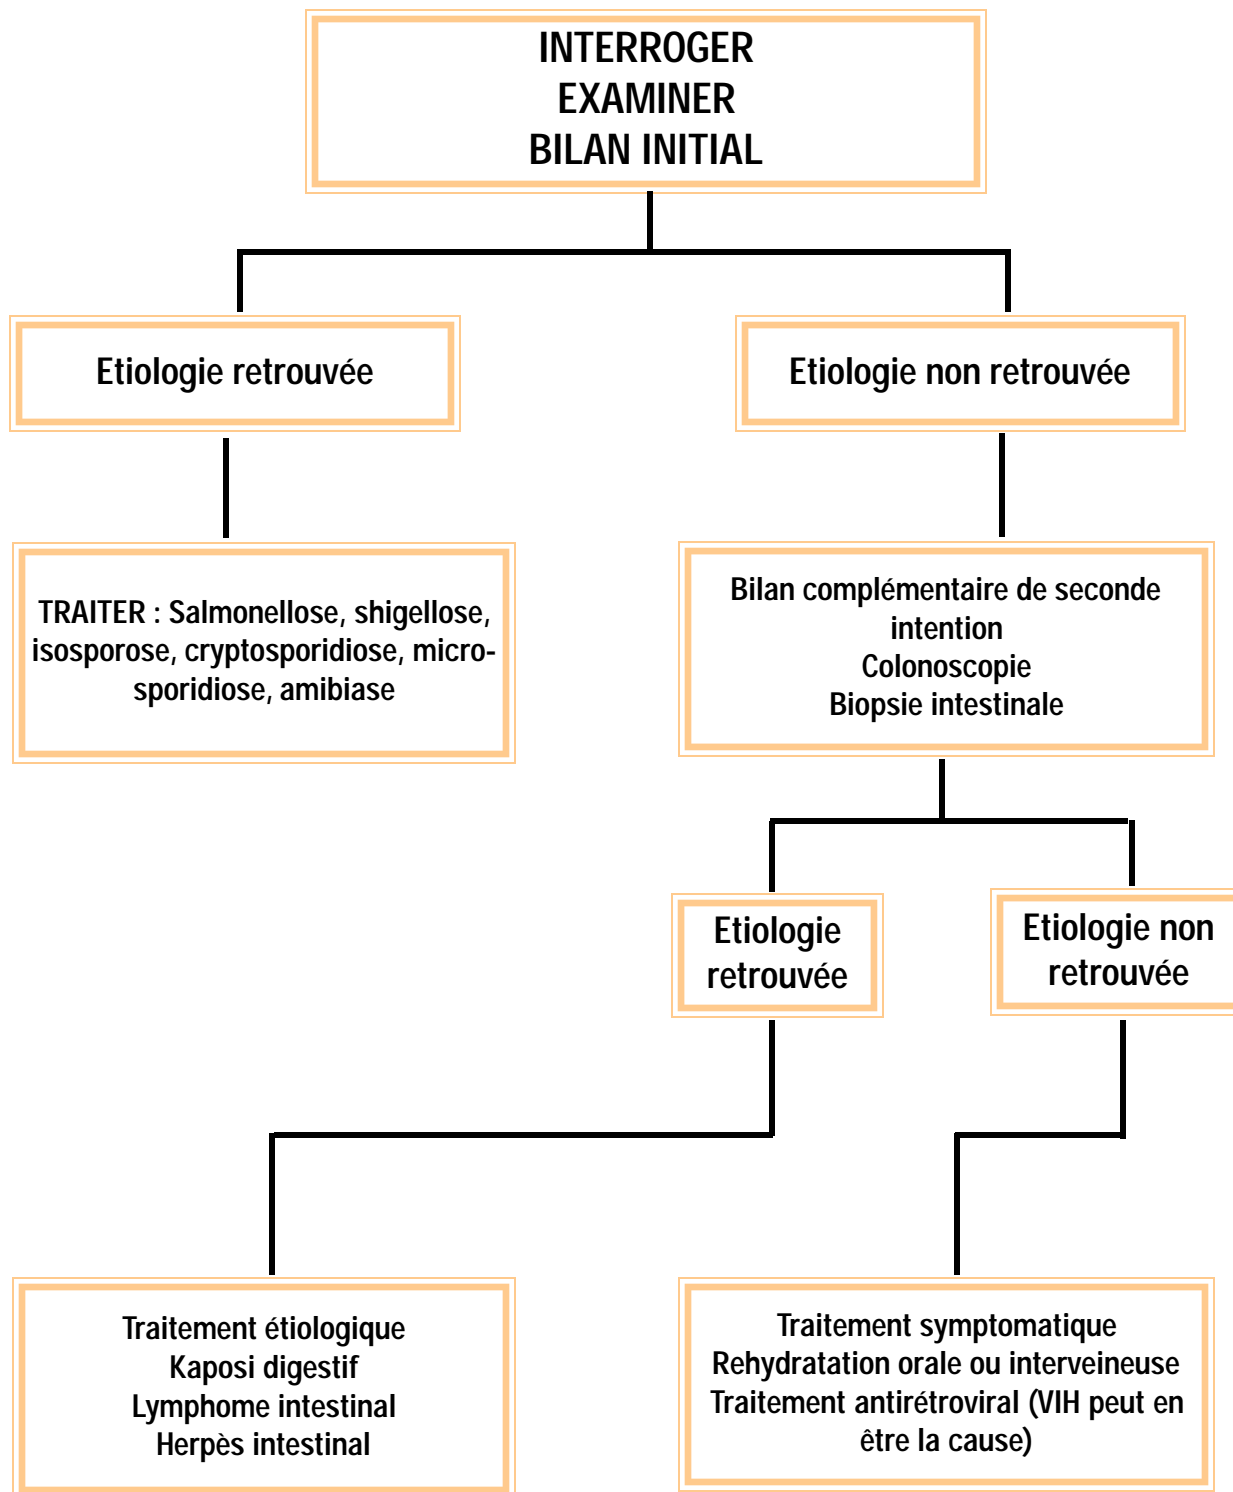 INTERROGER
EXAMINER
BILAN INITIAL
Etiologie retrouvée
Etiologie non retrouvée
TRAITER : Salmonellose, shigellose,
isosporose, cryptosporidiose, micro-
sporidiose, amibiase
Bilan complémentaire de seconde
intention
Colonoscopie
Biopsie intestinale
Etiologie
retrouvée
Etiologie non
retrouvée
Traitement étiologique
Kaposi digestif
Lymphome intestinal
Herpès intestinal
Traitement symptomatique
Rehydratation orale ou interveineuse
Traitement antirétroviral (VIH peut en
être la cause)